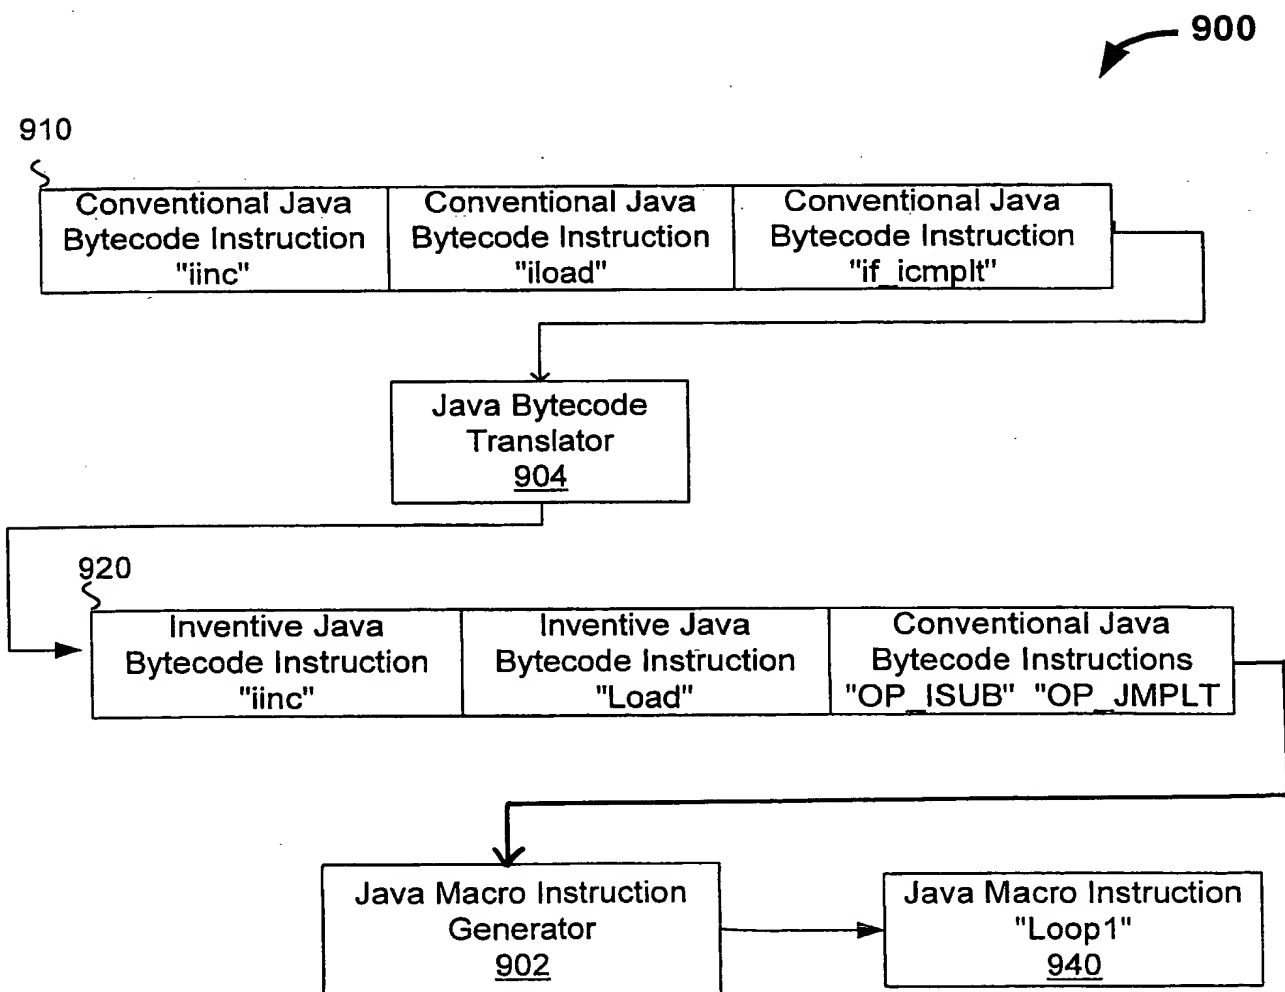 900
910
Conventional Java
Bytecode Instruction
"iinc"
Conventional Java
Bytecode Instruction
"iload"
Conventional Java
Bytecode Instruction
"if_icmplt"
Java Bytecode
Translator
904
920
Inventive Java
Bytecode Instruction
"iinc"
Inventive Java
Bytecode Instruction
"Load"
Conventional Java
Bytecode Instructions
"OP_ISUB" "OP_JMPLT
Java Macro Instruction
Generator
902
Java Macro Instruction
"Loop1"
940